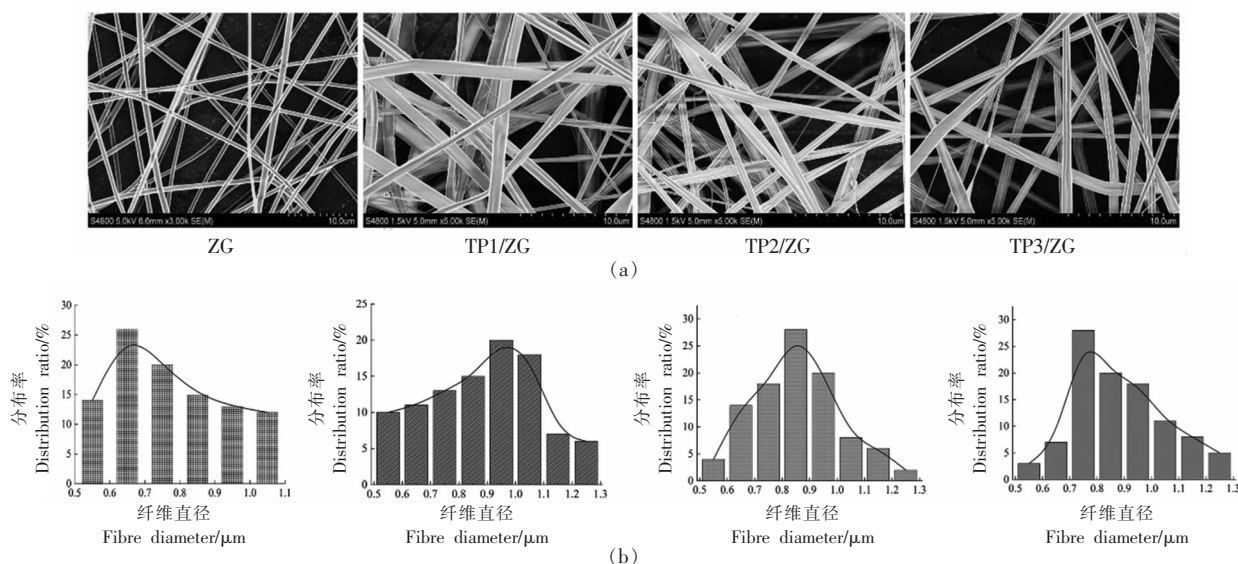 S4800 5.0kV 6.6mm x3.00k SE(M) 10.0um
S4800 1.5kV 5.0mm x5.00k SE(M) 10.0um
S4800 1.5kV 5.0mm x5.00k SE(M) 10.0um
S4800 1.5kV 5.0mm x5.00k SE(M) 10.0um
ZG
TP1/ZG
TP2/ZG
TP3/ZG
(a)
分布率
Distribution ratio/%
30
25
20
15
10
5
0
0.5 0.6 0.7 0.8 0.9 1.0 1.1
纤维直径
Fibre diameter/μm
分布率
Distribution ratio/%
25
20
15
10
5
0
0.5 0.6 0.7 0.8 0.9 1.0 1.1 1.2 1.3
纤维直径
Fibre diameter/μm
分布率
Distribution ratio/%
30
25
20
15
10
5
0
0.5 0.6 0.7 0.8 0.9 1.0 1.1 1.2 1.3
纤维直径
Fibre diameter/μm
分布率
Distribution ratio/%
30
25
20
15
10
5
0
0.5 0.6 0.7 0.8 0.9 1.0 1.1 1.2 1.3
纤维直径
Fibre diameter/μm
(b)